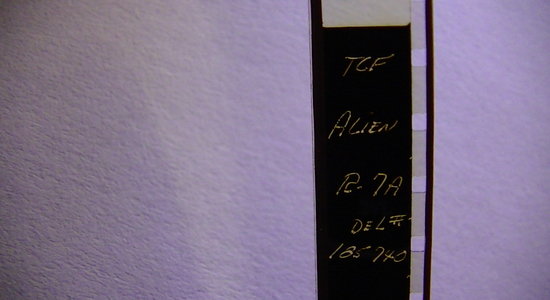 TCF
ALIEN
R-7A
DEL#
185740